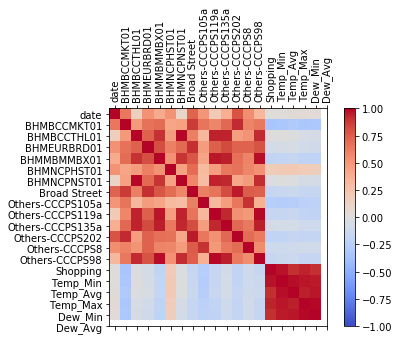 date
BHMBCCMKT01
BHMBCCTHL01
BHMEURBRD01
BHMMBMMBX01
BHMNCPHST01
BHMNCPNST01
Broad Street
Others-CCCPS105a
Others-CCCPS119a
Others-CCCPS135a
Others-CCCPS202
Others-CCCPS8
Others-CCCPS98
Shopping
Temp_Min
Temp_Avg
Temp_Max
Dew_Min
Dew_Avg
date
BHMBCCMKT01
BHMBCCTHL01
BHMEURBRD01
BHMMBMMBX01
BHMNCPHST01
BHMNCPNST01
Broad Street
Others-CCCPS105a
Others-CCCPS119a
Others-CCCPS135a
Others-CCCPS202
Others-CCCPS8
Others-CCCPS98
Shopping
Temp_Min
Temp_Avg
Temp_Max
Dew_Min
Dew_Avg
1.00
0.75
0.50
0.25
0.00
−0.25
−0.50
−0.75
−1.00